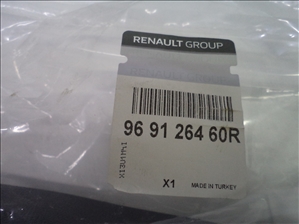 RENAULT GROUP
96 91 264 60R
X1
MADE IN TURKEY